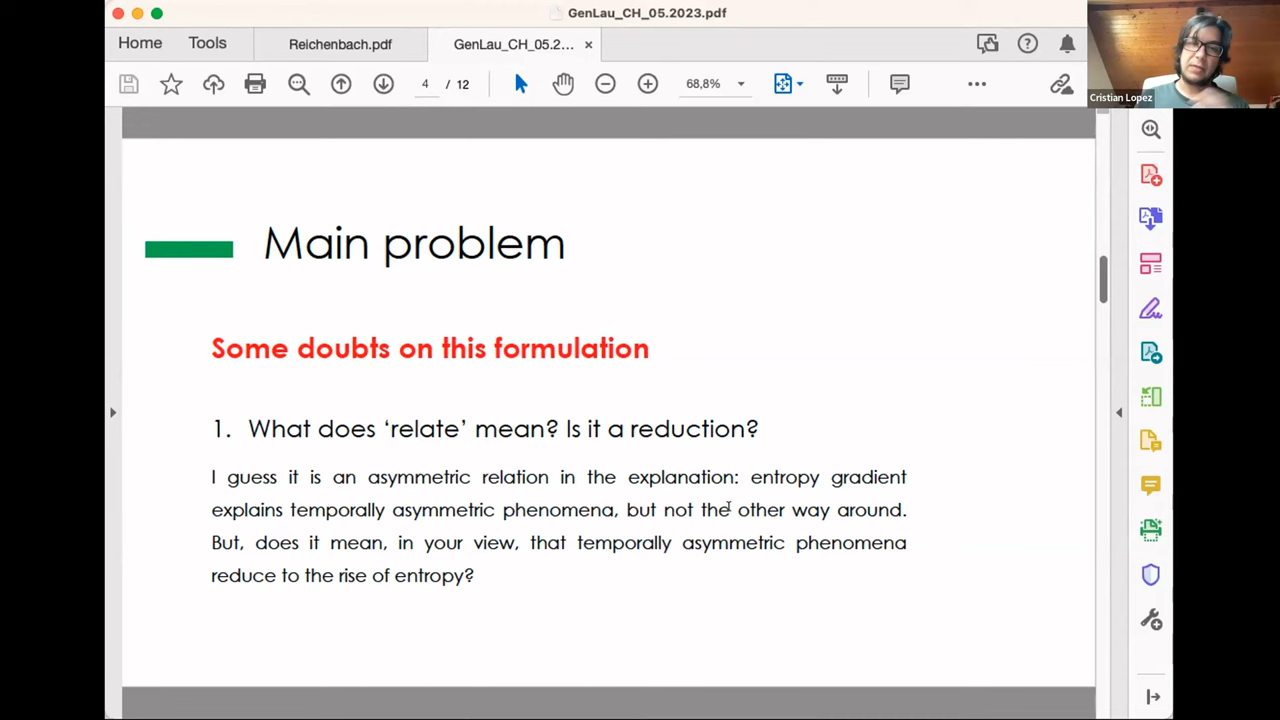 GenLau_CH_05.2023.pdf
Home
Tools
Reichenbach.pdf
GenLau_CH_05.2...
4 / 12
68,8%
Cristian Lopez
Main problem
Some doubts on this formulation
1. What does ‘relate’ mean? Is it a reduction?
I guess it is an asymmetric relation in the explanation: entropy gradient
explains temporally asymmetric phenomena, but not the other way around.
But, does it mean, in your view, that temporally asymmetric phenomena
reduce to the rise of entropy?